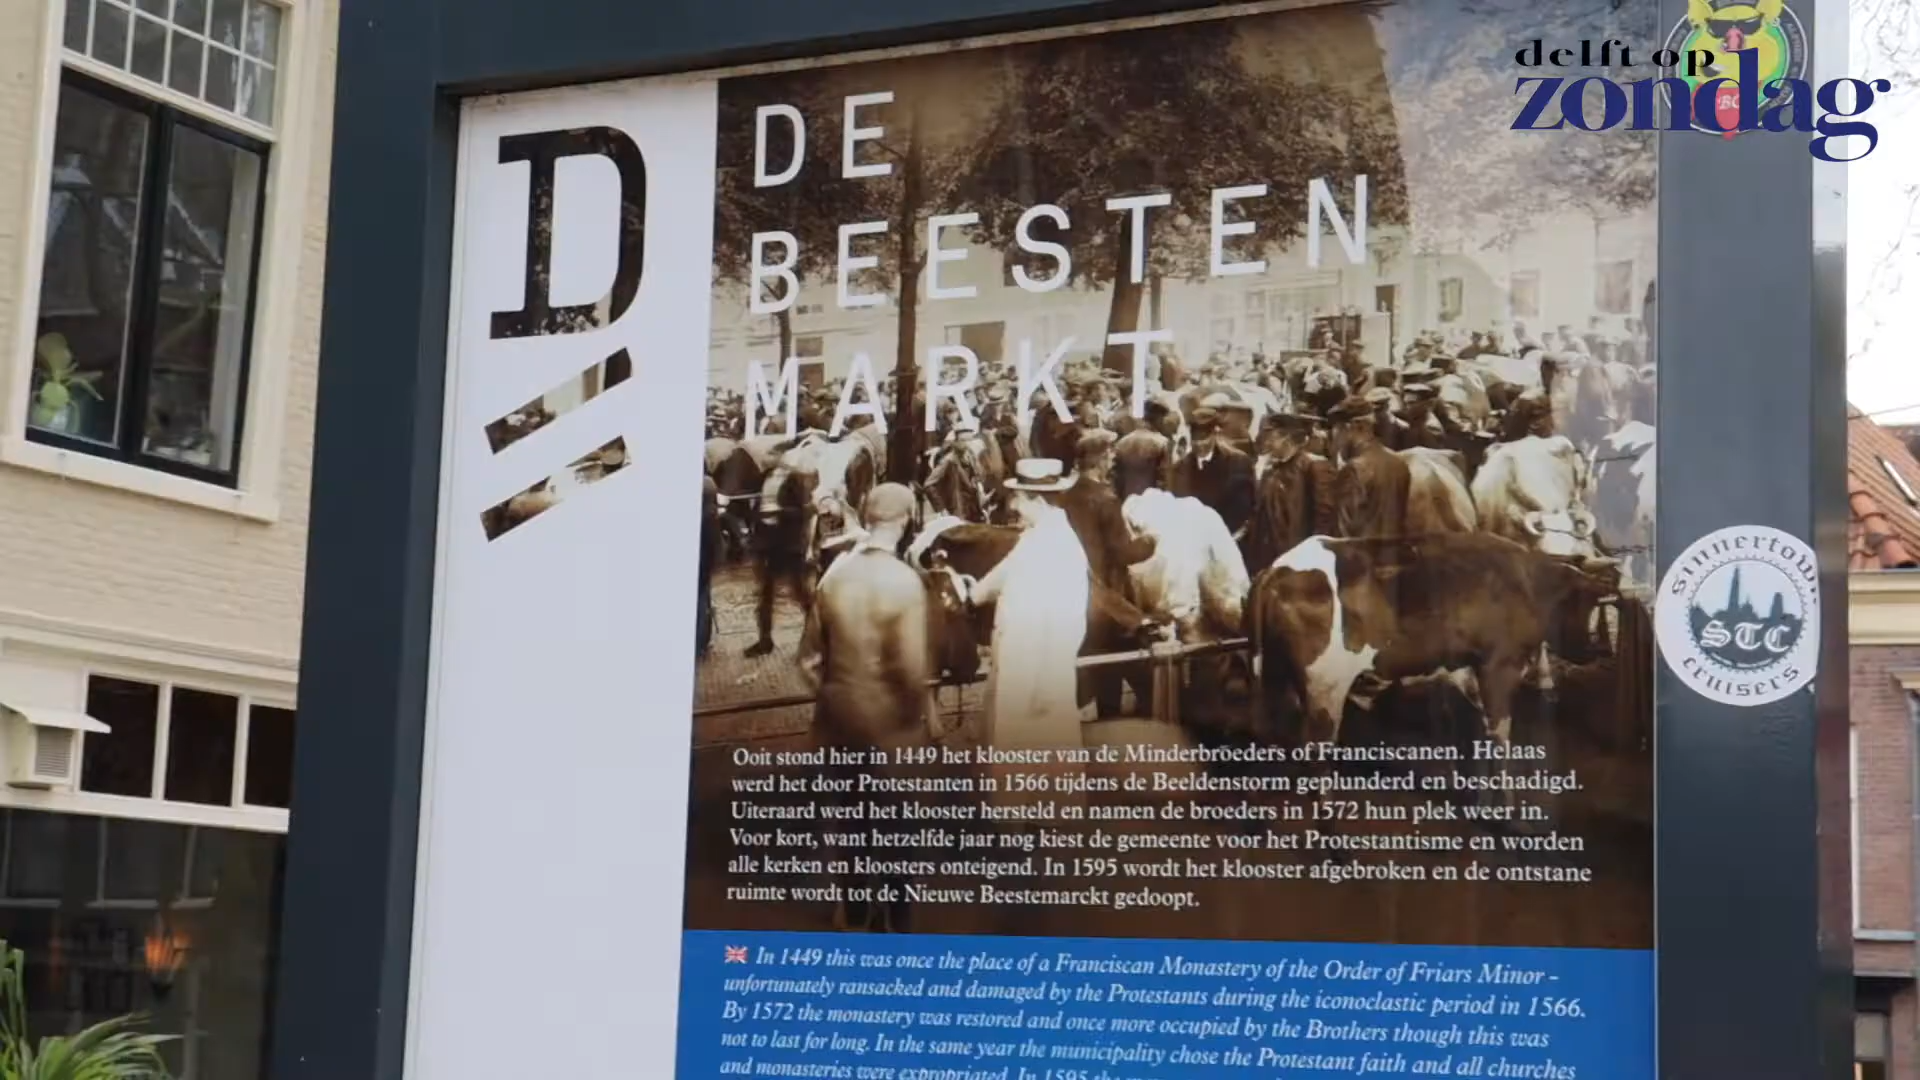 delft op
zondag
D
DE
BEESTEN
MARKT
Ooit stond hier in 1449 het klooster van de Minderbroeders of Franciscanen. Helaas
werd het door Protestanten in 1566 tijdens de Beeldenstorm geplunderd en beschadigd.
Uiteraard werd het klooster hersteld en namen de broeders in 1572 hun plek weer in.
Voor kort, want hetzelfde jaar nog kiest de gemeente voor het Protestantisme en worden
alle kerken en kloosters onteigend. In 1595 wordt het klooster afgebroken en de ontstane
ruimte wordt tot de Nieuwe Beestemarckt gedoopt.
In 1449 this was once the place of a Franciscan Monastery of the Order of Friars Minor -
unfortunately ransacked and damaged by the Protestants during the iconoclastic period in 1566.
By 1572 the monastery was restored and once more occupied by the Brothers though this was
not to last for long. In the same year the municipality chose the Protestant faith and all churches
and monasteries were expropriated. In 1595 the
sinnertown
STC
cruisers